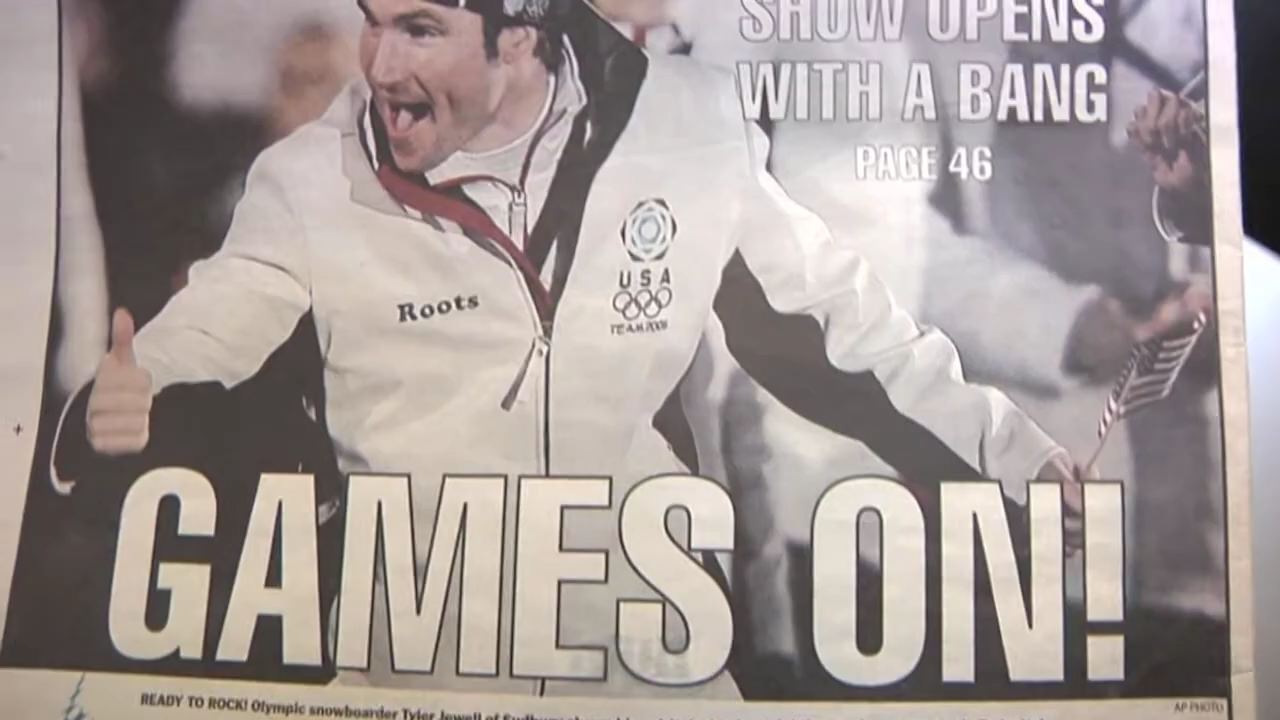 SHOW OPENS
WITH A BANG
PAGE 46
Roots
USA
TEAM 2006
GAMES ON!
AP PHOTO
READY TO ROCK! Olympic snowboarder Tyler Jewell of Sudbury